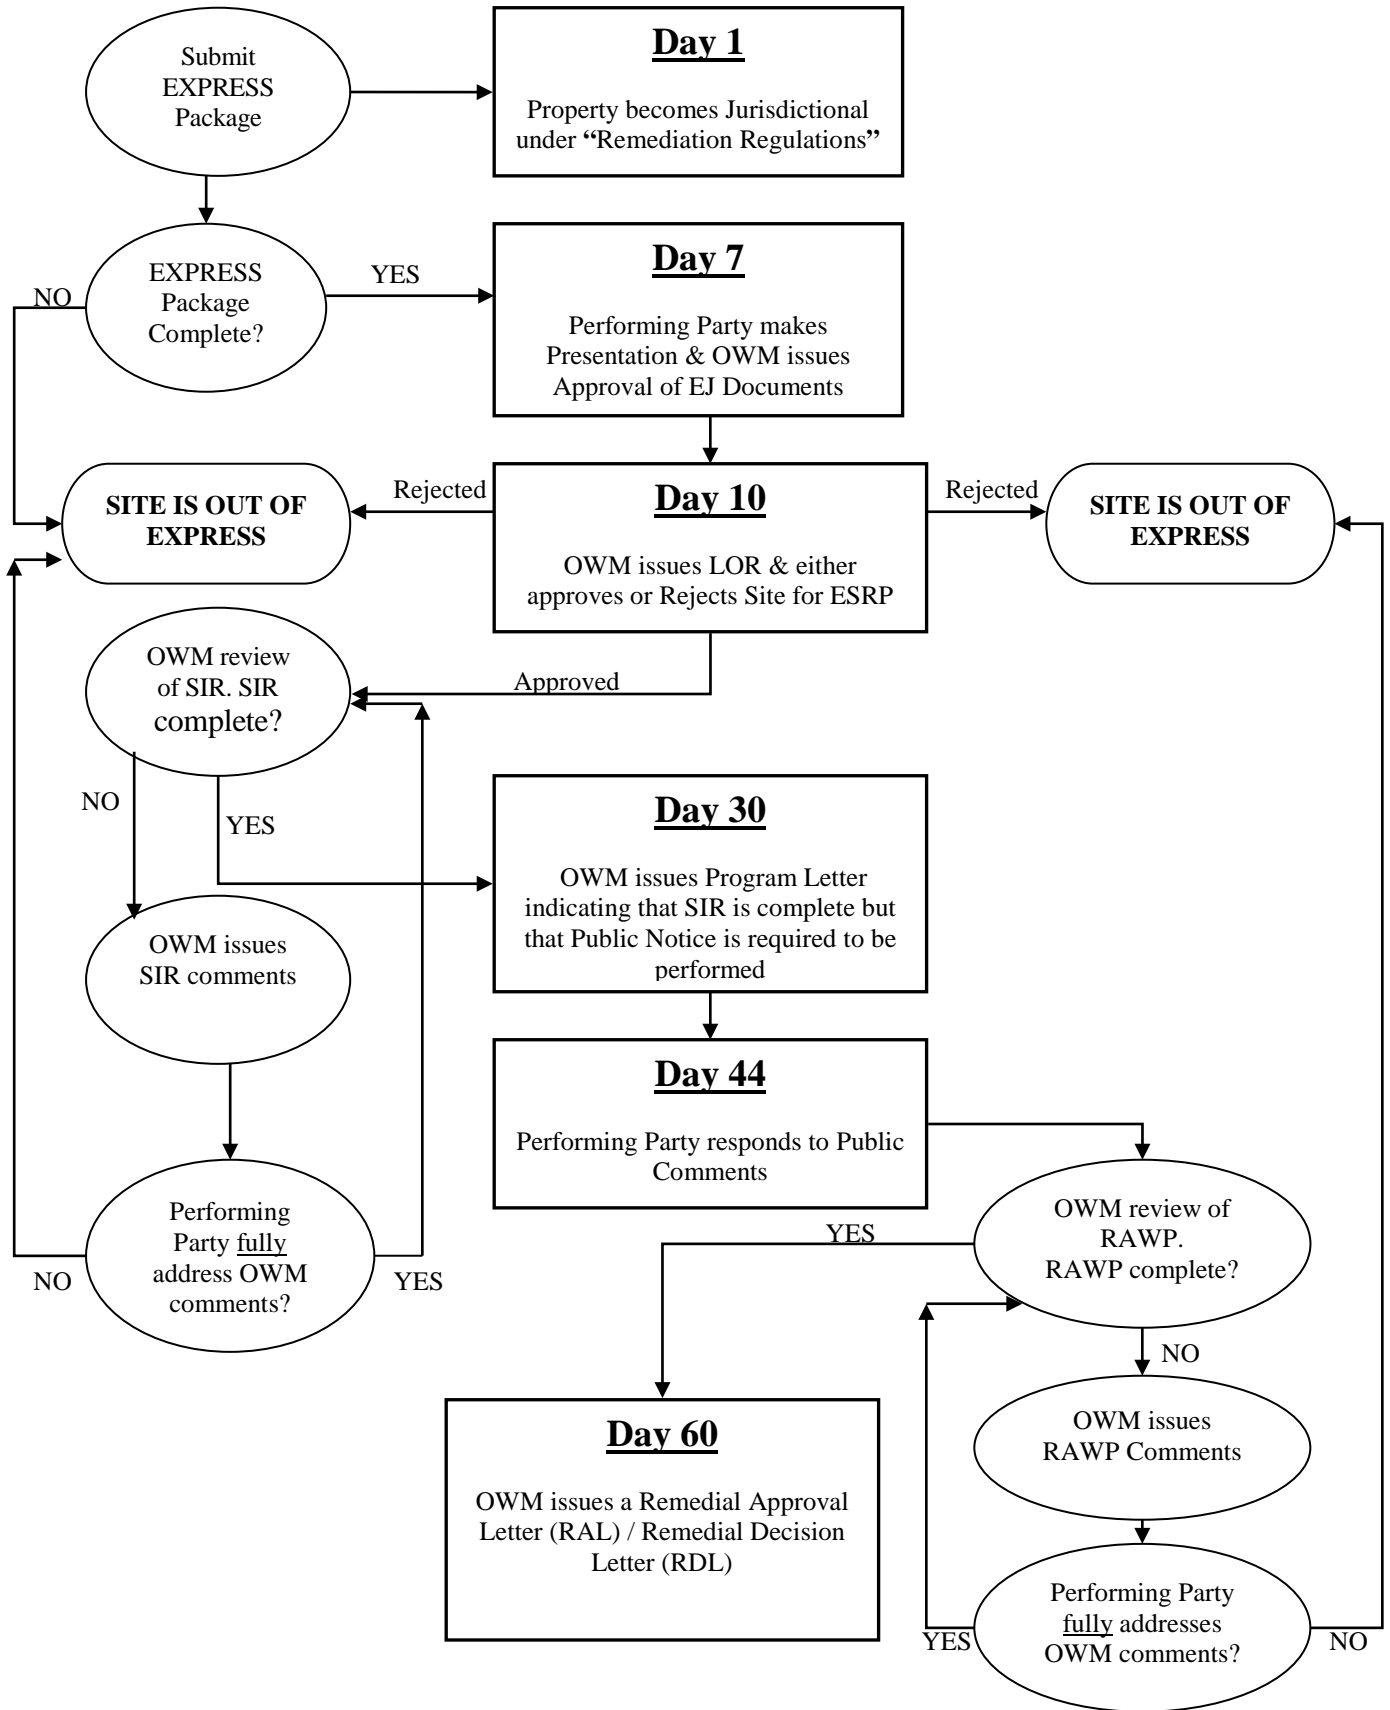 Submit
EXPRESS
Package
Day 1
Property becomes Jurisdictional
under “Remediation Regulations”
EXPRESS
Package
Complete?
NO
YES
Day 7
Performing Party makes
Presentation & OWM issues
Approval of EJ Documents
SITE IS OUT OF
EXPRESS
Rejected
Day 10
OWM issues LOR & either
approves or Rejects Site for ESRP
Rejected
SITE IS OUT OF
EXPRESS
Approved
OWM review
of SIR. SIR
complete?
NO
YES
Day 30
OWM issues Program Letter
indicating that SIR is complete but
that Public Notice is required to be
performed
OWM issues
SIR comments
Day 44
Performing Party responds to Public
Comments
Performing
Party fully
address OWM
comments?
NO
YES
OWM review of
RAWP.
RAWP complete?
YES
NO
Day 60
OWM issues a Remedial Approval
Letter (RAL) / Remedial Decision
Letter (RDL)
OWM issues
RAWP Comments
Performing Party
fully addresses
OWM comments?
YES
NO